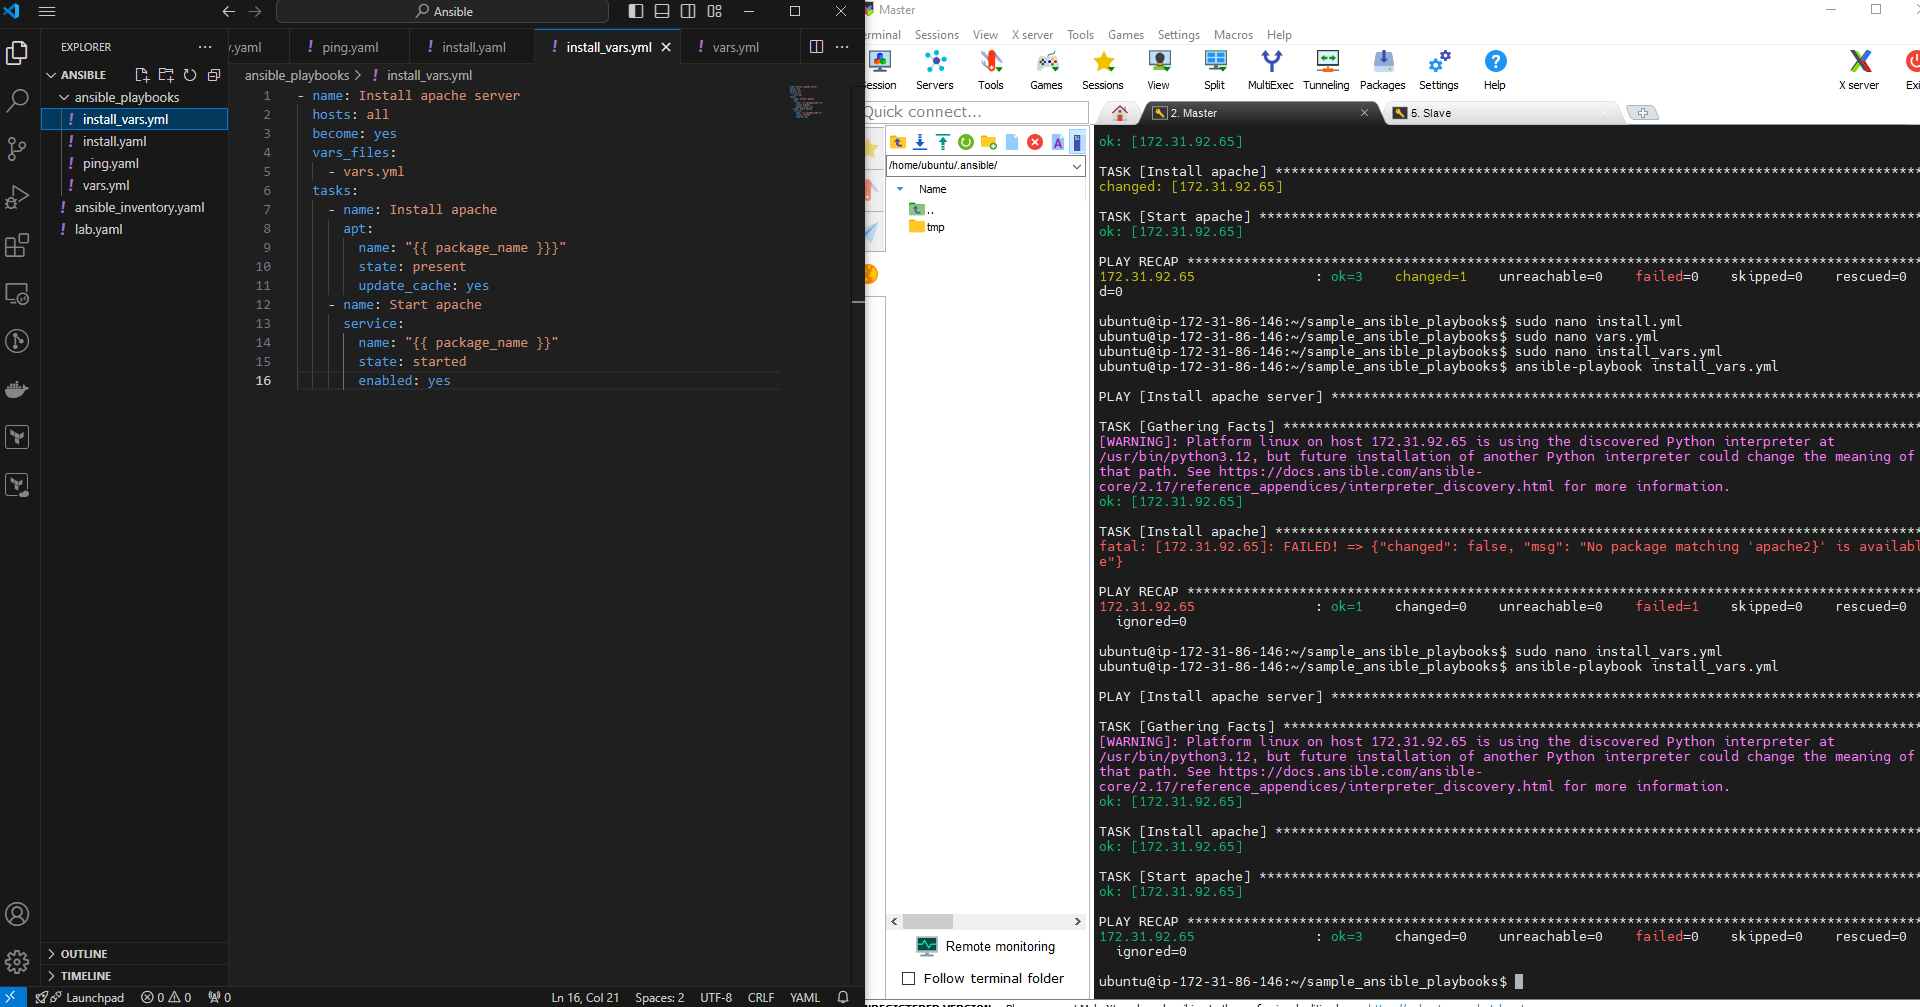 Ansible
EXPLORER
ANSIBLE
ansible_playbooks
install_vars.yml
install.yaml
ping.yaml
vars.yml
ansible_inventory.yaml
lab.yaml
OUTLINE
TIMELINE
y.yaml
ping.yaml
install.yaml
install_vars.yml
vars.yml
ansible_playbooks > install_vars.yml
1 - name: Install apache server
2 hosts: all
3 become: yes
4 vars_files:
5 - vars.yml
6 tasks:
7 - name: Install apache
8 apt:
9 name: "{{ package_name }}}"
10 state: present
11 update_cache: yes
12 - name: Start apache
13 service:
14 name: "{{ package_name }}"
15 state: started
16 enabled: yes
Launchpad 0 0 0 Ln 16, Col 21 Spaces: 2 UTF-8 CRLF YAML
Master
erminal Sessions View X server Tools Games Settings Macros Help
ession Servers Tools Games Sessions View Split MultiExec Tunneling Packages Settings Help X server Exi
Quick connect...
2. Master
5. Slave
/home/ubuntu/.ansible/
Name
..
tmp
Remote monitoring
Follow terminal folder
ok: [172.31.92.65]
TASK [Install apache] ********************************************************************************
changed: [172.31.92.65]
TASK [Start apache] **********************************************************************************
ok: [172.31.92.65]
PLAY RECAP *******************************************************************************************
172.31.92.65 : ok=3 changed=1 unreachable=0 failed=0 skipped=0 rescued=0
d=0
ubuntu@ip-172-31-86-146:~/sample_ansible_playbooks$ sudo nano install.yml
ubuntu@ip-172-31-86-146:~/sample_ansible_playbooks$ sudo nano vars.yml
ubuntu@ip-172-31-86-146:~/sample_ansible_playbooks$ sudo nano install_vars.yml
ubuntu@ip-172-31-86-146:~/sample_ansible_playbooks$ ansible-playbook install_vars.yml
PLAY [Install apache server] *************************************************************************
TASK [Gathering Facts] *******************************************************************************
[WARNING]: Platform linux on host 172.31.92.65 is using the discovered Python interpreter at
/usr/bin/python3.12, but future installation of another Python interpreter could change the meaning of
that path. See https://docs.ansible.com/ansible-
core/2.17/reference_appendices/interpreter_discovery.html for more information.
ok: [172.31.92.65]
TASK [Install apache] ********************************************************************************
fatal: [172.31.92.65]: FAILED! => {"changed": false, "msg": "No package matching 'apache2}' is availabl
e"}
PLAY RECAP *******************************************************************************************
172.31.92.65 : ok=1 changed=0 unreachable=0 failed=1 skipped=0 rescued=0
ignored=0
ubuntu@ip-172-31-86-146:~/sample_ansible_playbooks$ sudo nano install_vars.yml
ubuntu@ip-172-31-86-146:~/sample_ansible_playbooks$ ansible-playbook install_vars.yml
PLAY [Install apache server] *************************************************************************
TASK [Gathering Facts] *******************************************************************************
[WARNING]: Platform linux on host 172.31.92.65 is using the discovered Python interpreter at
/usr/bin/python3.12, but future installation of another Python interpreter could change the meaning of
that path. See https://docs.ansible.com/ansible-
core/2.17/reference_appendices/interpreter_discovery.html for more information.
ok: [172.31.92.65]
TASK [Install apache] ********************************************************************************
ok: [172.31.92.65]
TASK [Start apache] **********************************************************************************
ok: [172.31.92.65]
PLAY RECAP *******************************************************************************************
172.31.92.65 : ok=3 changed=0 unreachable=0 failed=0 skipped=0 rescued=0
ignored=0
ubuntu@ip-172-31-86-146:~/sample_ansible_playbooks$